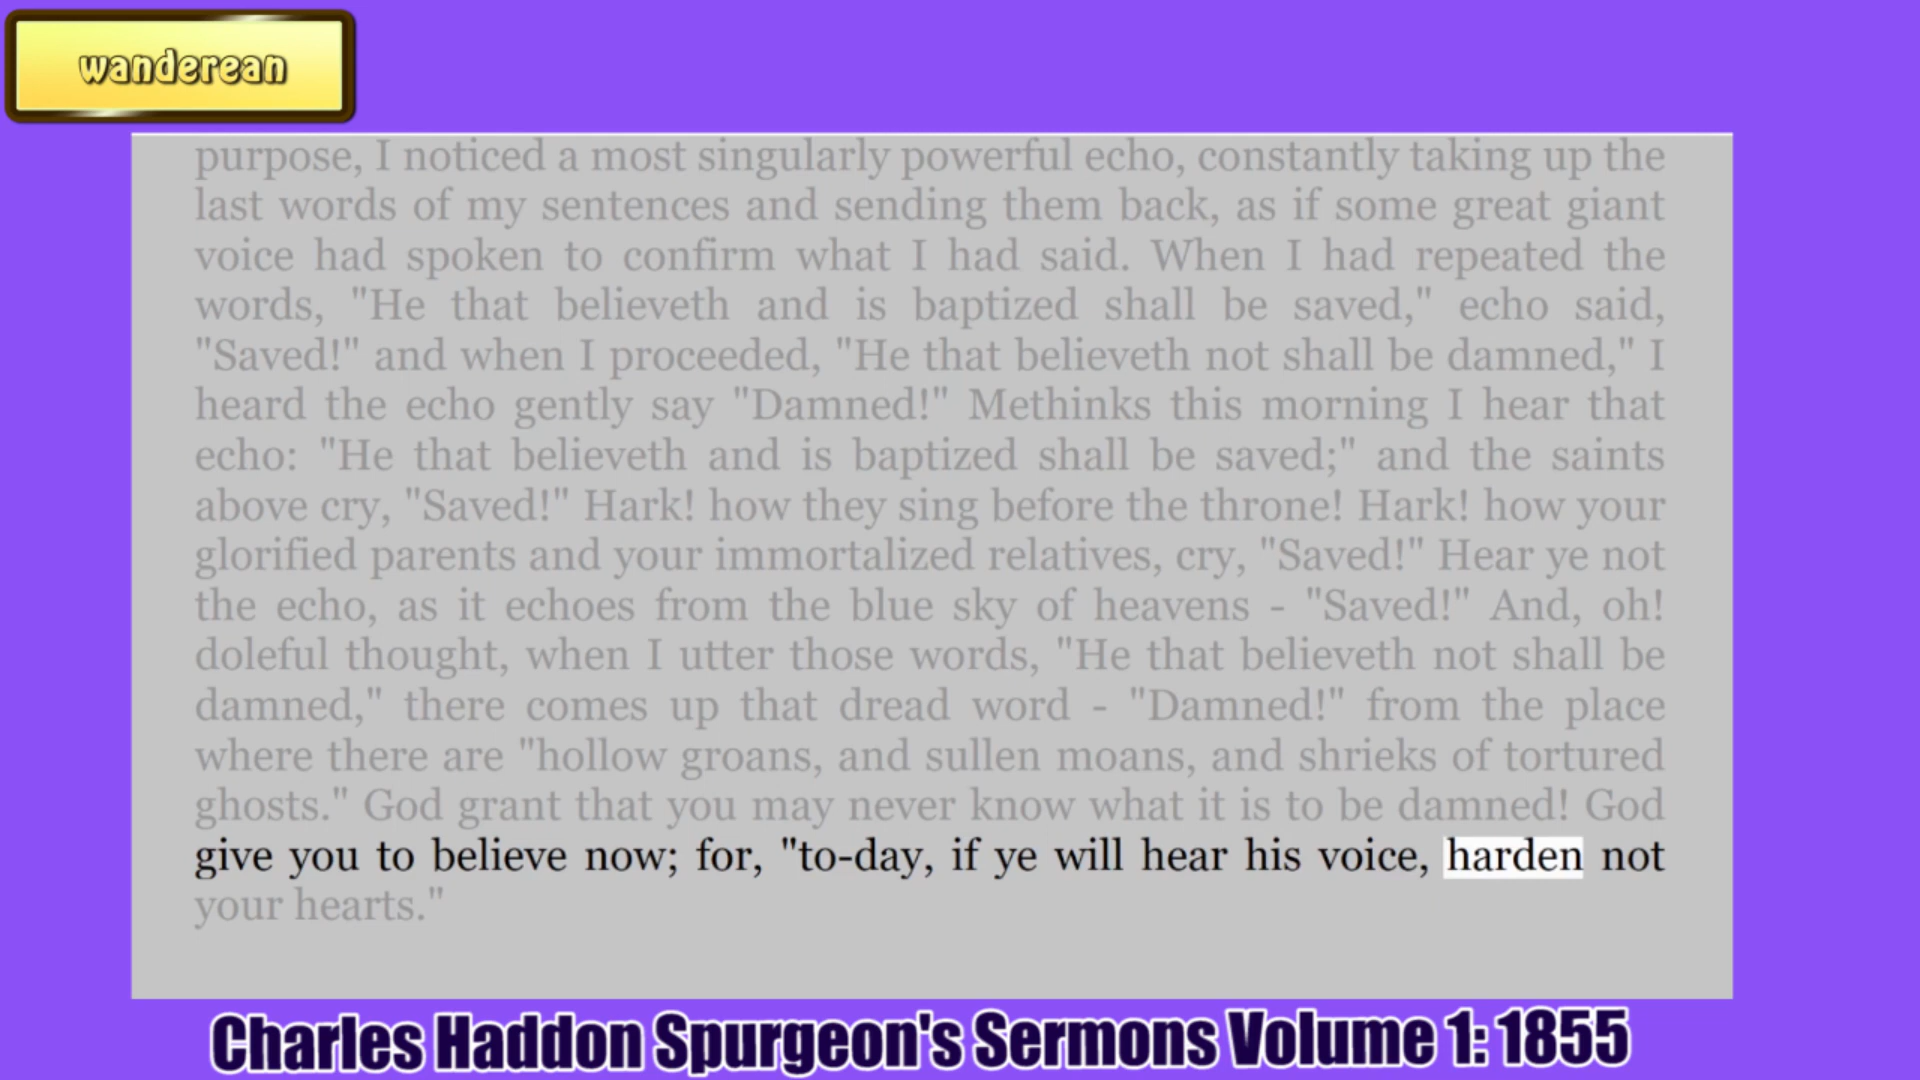 wanderean
purpose, I noticed a most singularly powerful echo, constantly taking up the
last words of my sentences and sending them back, as if some great giant
voice had spoken to confirm what I had said. When I had repeated the
words, "He that believeth and is baptized shall be saved," echo said,
"Saved!" and when I proceeded, "He that believeth not shall be damned," I
heard the echo gently say "Damned!" Methinks this morning I hear that
echo: "He that believeth and is baptized shall be saved;" and the saints
above cry, "Saved!" Hark! how they sing before the throne! Hark! how your
glorified parents and your immortalized relatives, cry, "Saved!" Hear ye not
the echo, as it echoes from the blue sky of heavens - "Saved!" And, oh!
doleful thought, when I utter those words, "He that believeth not shall be
damned," there comes up that dread word - "Damned!" from the place
where there are "hollow groans, and sullen moans, and shrieks of tortured
ghosts." God grant that you may never know what it is to be damned! God
give you to believe now; for, "to-day, if ye will hear his voice, harden not
your hearts."
Charles Haddon Spurgeon's Sermons Volume 1: 1855